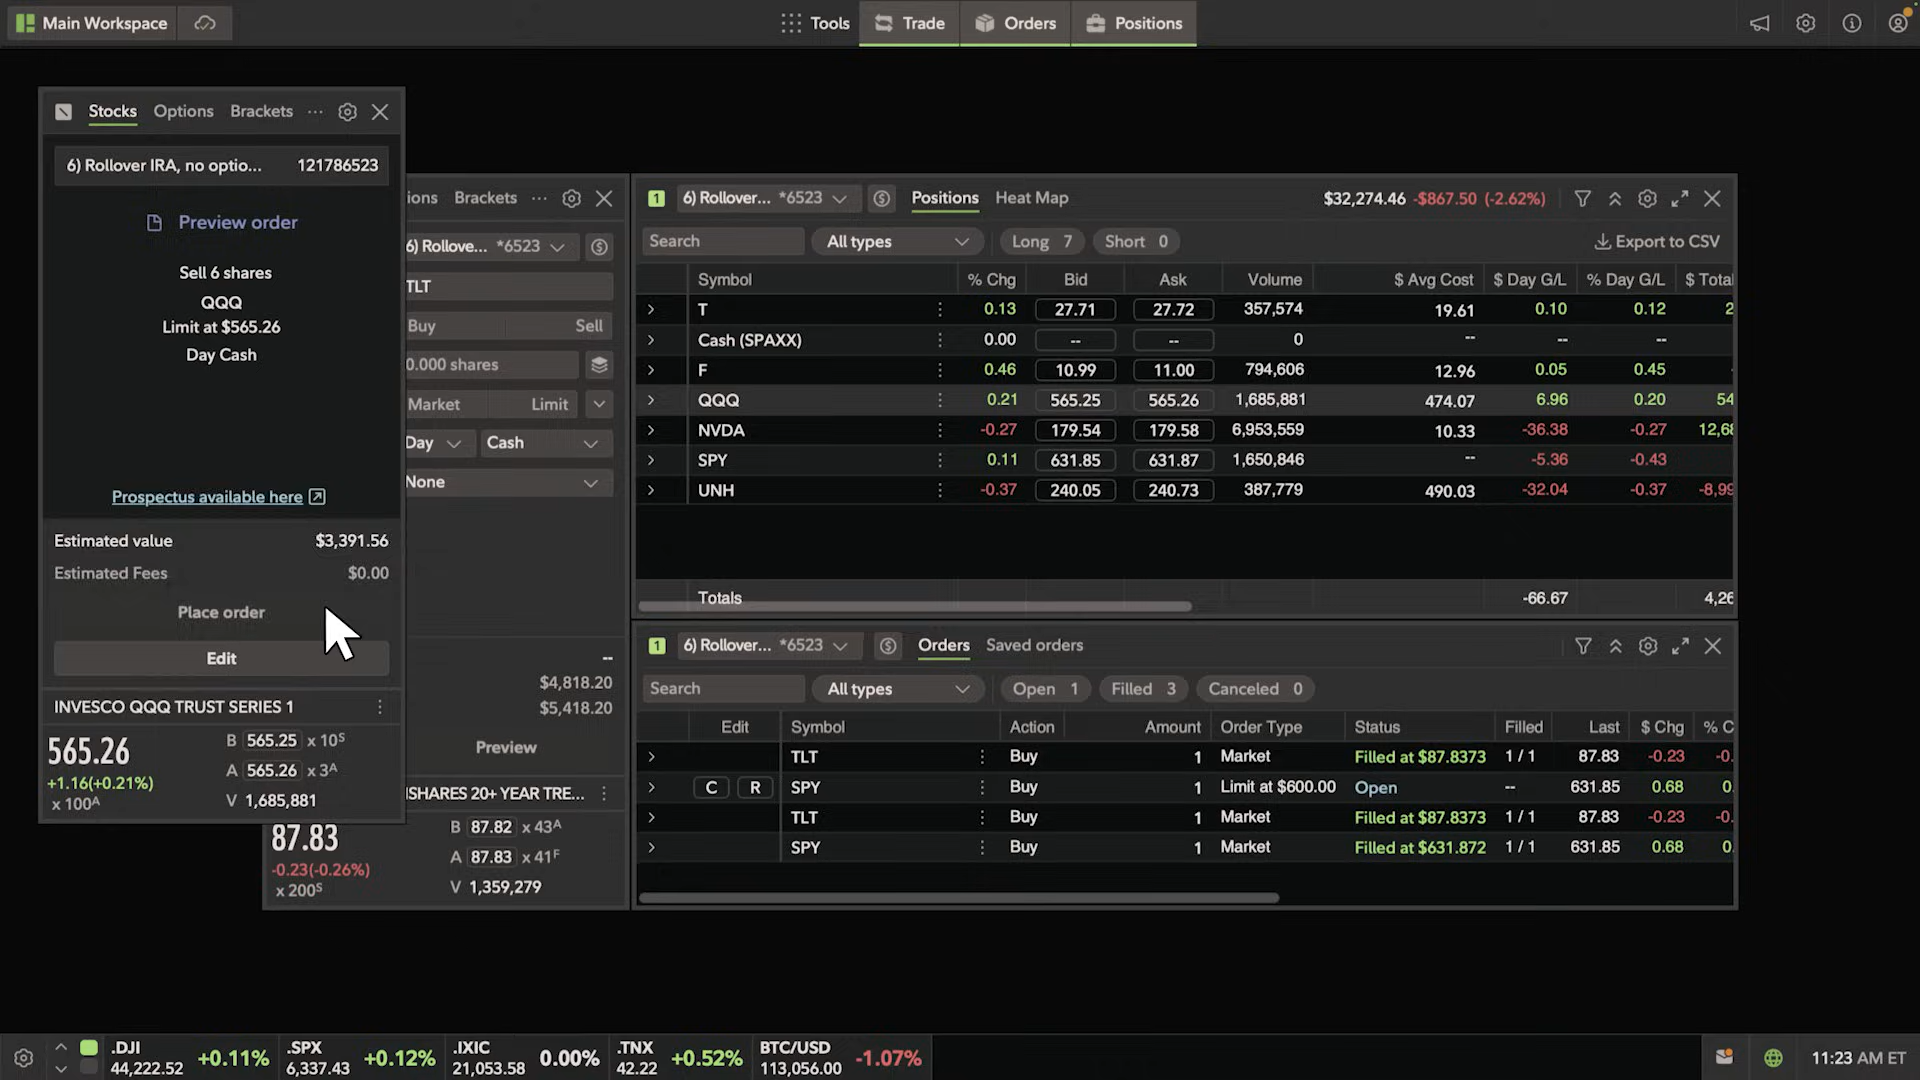 Main Workspace
Tools
Trade
Orders
Positions
Stocks Options Brackets ...
6) Rollover IRA, no optio... 121786523
Preview order
Sell 6 shares
QQQ
Limit at $565.26
Day Cash
Prospectus available here
Estimated value $3,391.56
Estimated Fees $0.00
Place order
Edit
INVESCO QQQ TRUST SERIES 1
565.26
+1.16(+0.21%)
x 100A
B 565.25 x 10S
A 565.26 x 3A
V 1,685,881
ions Brackets ...
6) Rollove... *6523
TLT
Buy Sell
0.000 shares
Market Limit
Day Cash
None
--
$4,818.20
$5,418.20
Preview
ISHARES 20+ YEAR TRE...
87.83
-0.23(-0.26%)
x 200S
B 87.82 x 43A
A 87.83 x 41F
V 1,359,279
1 6) Rollover... *6523 Positions Heat Map $32,274.46 -$867.50 (-2.62%)
Search All types Long 7 Short 0 Export to CSV
Symbol % Chg Bid Ask Volume $ Avg Cost $ Day G/L % Day G/L $ Total
T 0.13 27.71 27.72 357,574 19.61 0.10 0.12 2
Cash (SPAXX) 0.00 -- -- 0 -- -- --
F 0.46 10.99 11.00 794,606 12.96 0.05 0.45
QQQ 0.21 565.25 565.26 1,685,881 474.07 6.96 0.20 54
NVDA -0.27 179.54 179.58 6,953,559 10.33 -36.38 -0.27 12,68
SPY 0.11 631.85 631.87 1,650,846 -- -5.36 -0.43
UNH -0.37 240.05 240.73 387,779 490.03 -32.04 -0.37 -8,99
Totals -66.67 4,26
1 6) Rollover... *6523 Orders Saved orders
Search All types Open 1 Filled 3 Canceled 0
Edit Symbol Action Amount Order Type Status Filled Last $ Chg % C
TLT Buy 1 Market Filled at $87.8373 1 / 1 87.83 -0.23 -0.
C R SPY Buy 1 Limit at $600.00 Open -- 631.85 0.68 0.
TLT Buy 1 Market Filled at $87.8373 1 / 1 87.83 -0.23 -0.
SPY Buy 1 Market Filled at $631.872 1 / 1 631.85 0.68 0.
.DJI
44,222.52 +0.11%
.SPX
6,337.43 +0.12%
.IXIC
21,053.58 0.00%
.TNX
42.22 +0.52%
BTC/USD
113,056.00 -1.07%
11:23 AM ET